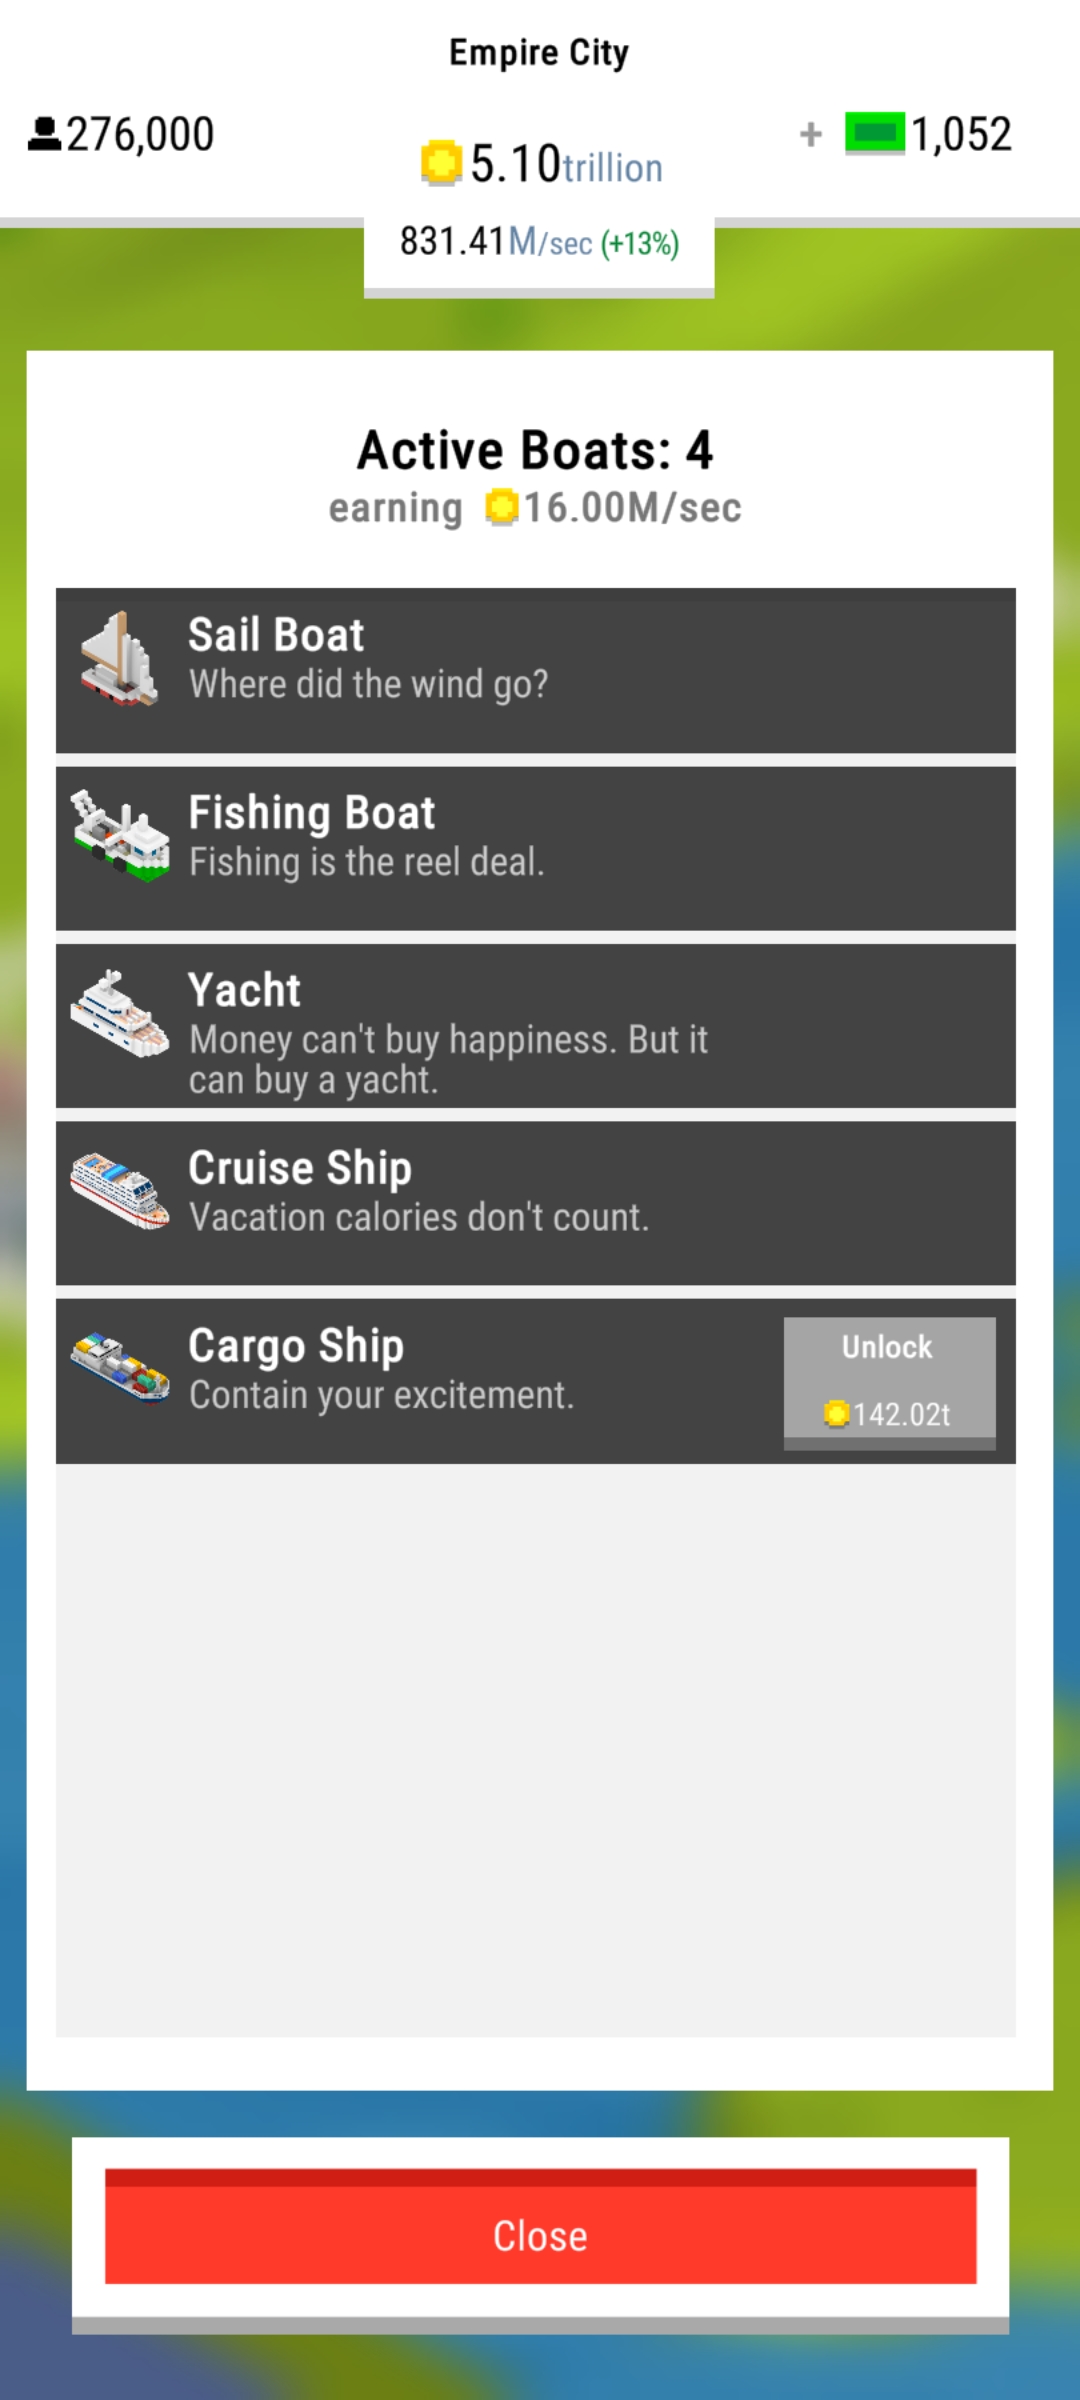 Empire City
276,000
5.10trillion
+ 1,052
831.41M/sec (+13%)
Active Boats: 4
earning 16.00M/sec
Sail Boat
Where did the wind go?
Fishing Boat
Fishing is the reel deal.
Yacht
Money can't buy happiness. But it
can buy a yacht.
Cruise Ship
Vacation calories don't count.
Cargo Ship
Contain your excitement.
Unlock
142.02t
Close